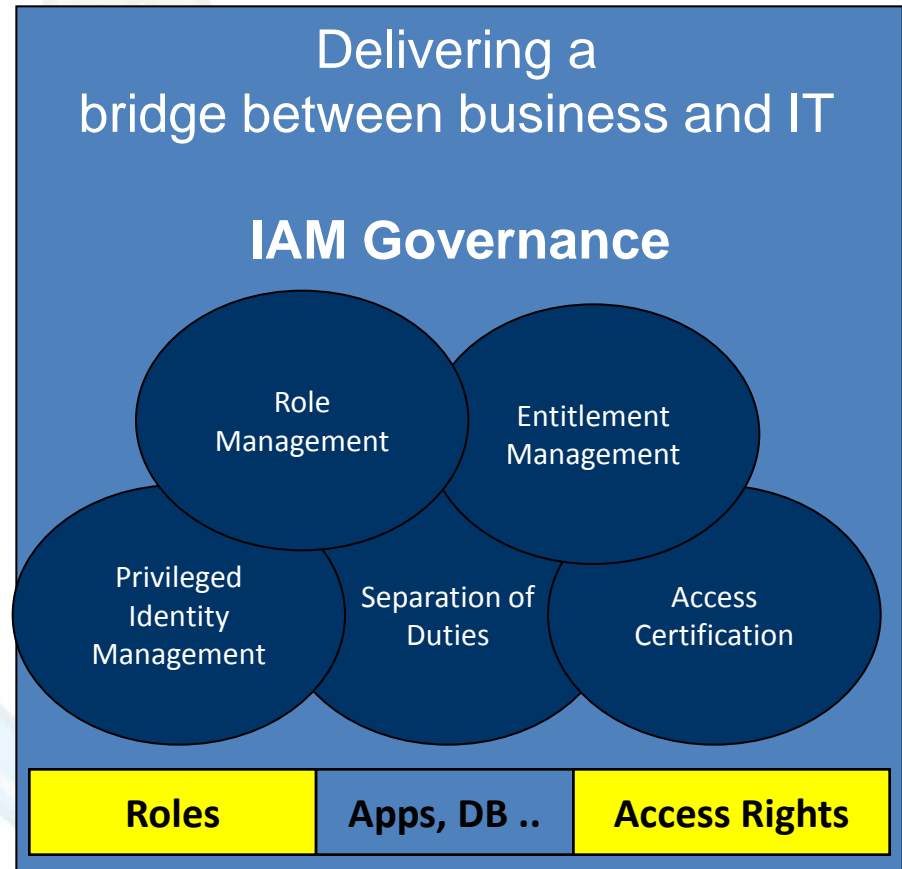 Delivering a
bridge between business and IT
IAM Governance
Role
Management
Entitlement
Management
Privileged
Identity
Management
Separation of
Duties
Access
Certification
Roles
Apps, DB ..
Access Rights